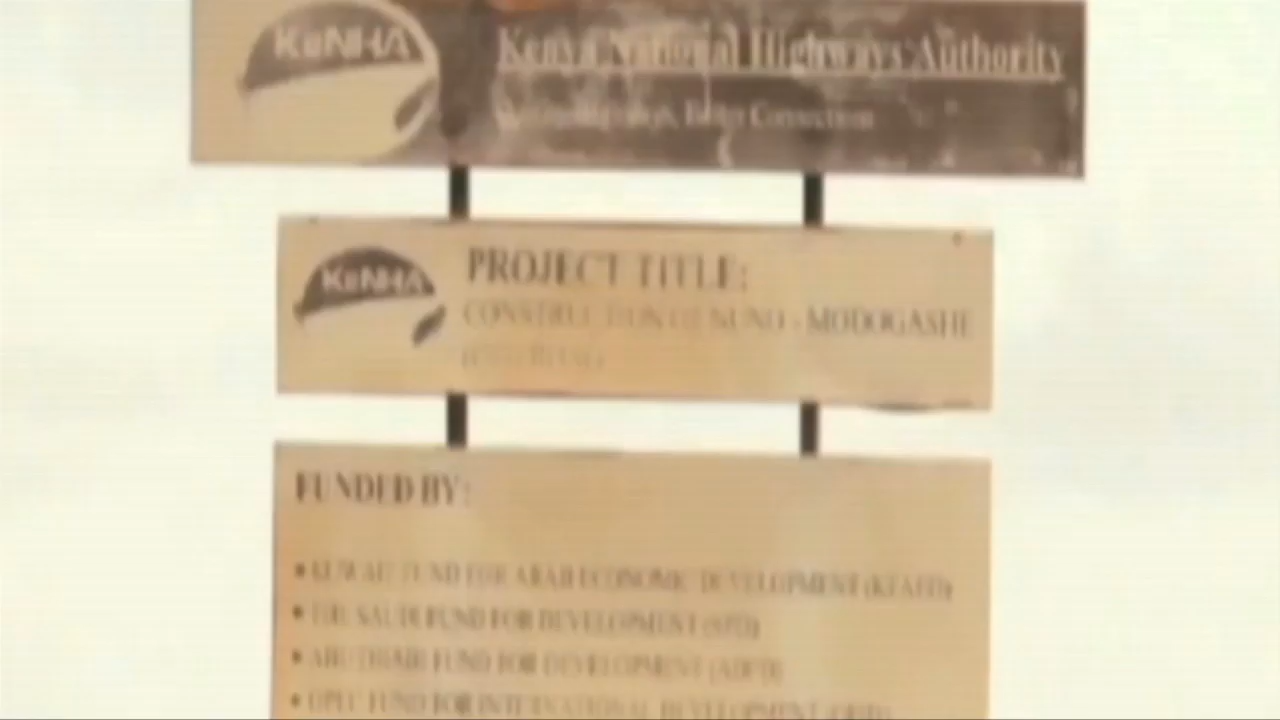 KeNHA
Kenya National Highways Authority
Connection
KeNHA
PROJECT TITLE:
CONSTRUCTION OF NUNO - MODOGASHE
FUNDED BY:
• KUWAIT FUND FOR ARAB ECONOMIC DEVELOPMENT (KFAED)
• THE SAUDI FUND FOR DEVELOPMENT (SFD)
• ABU DHABI FUND FOR DEVELOPMENT (ADFD)
• OPEC FUND FOR INTERNATIONAL DEVELOPMENT (OFID)